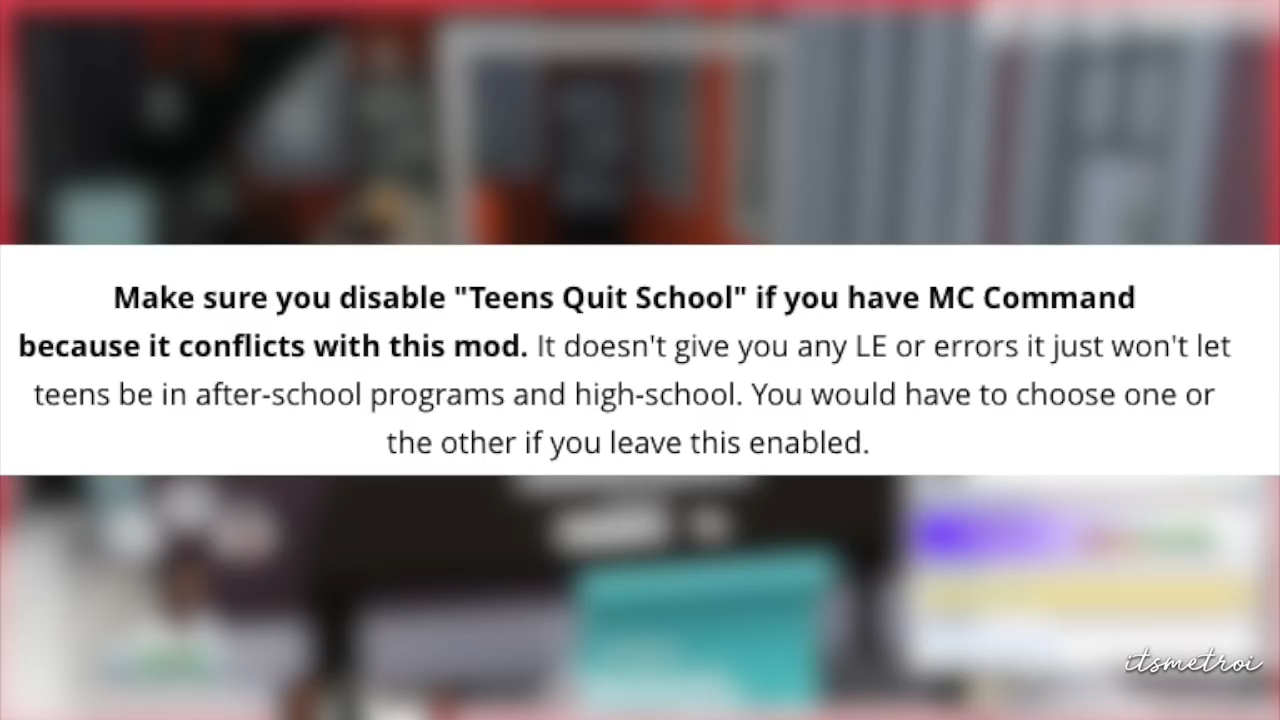 Make sure you disable "Teens Quit School" if you have MC Command
because it conflicts with this mod. It doesn't give you any LE or errors it just won't let
teens be in after-school programs and high-school. You would have to choose one or
the other if you leave this enabled.
itsmetroi